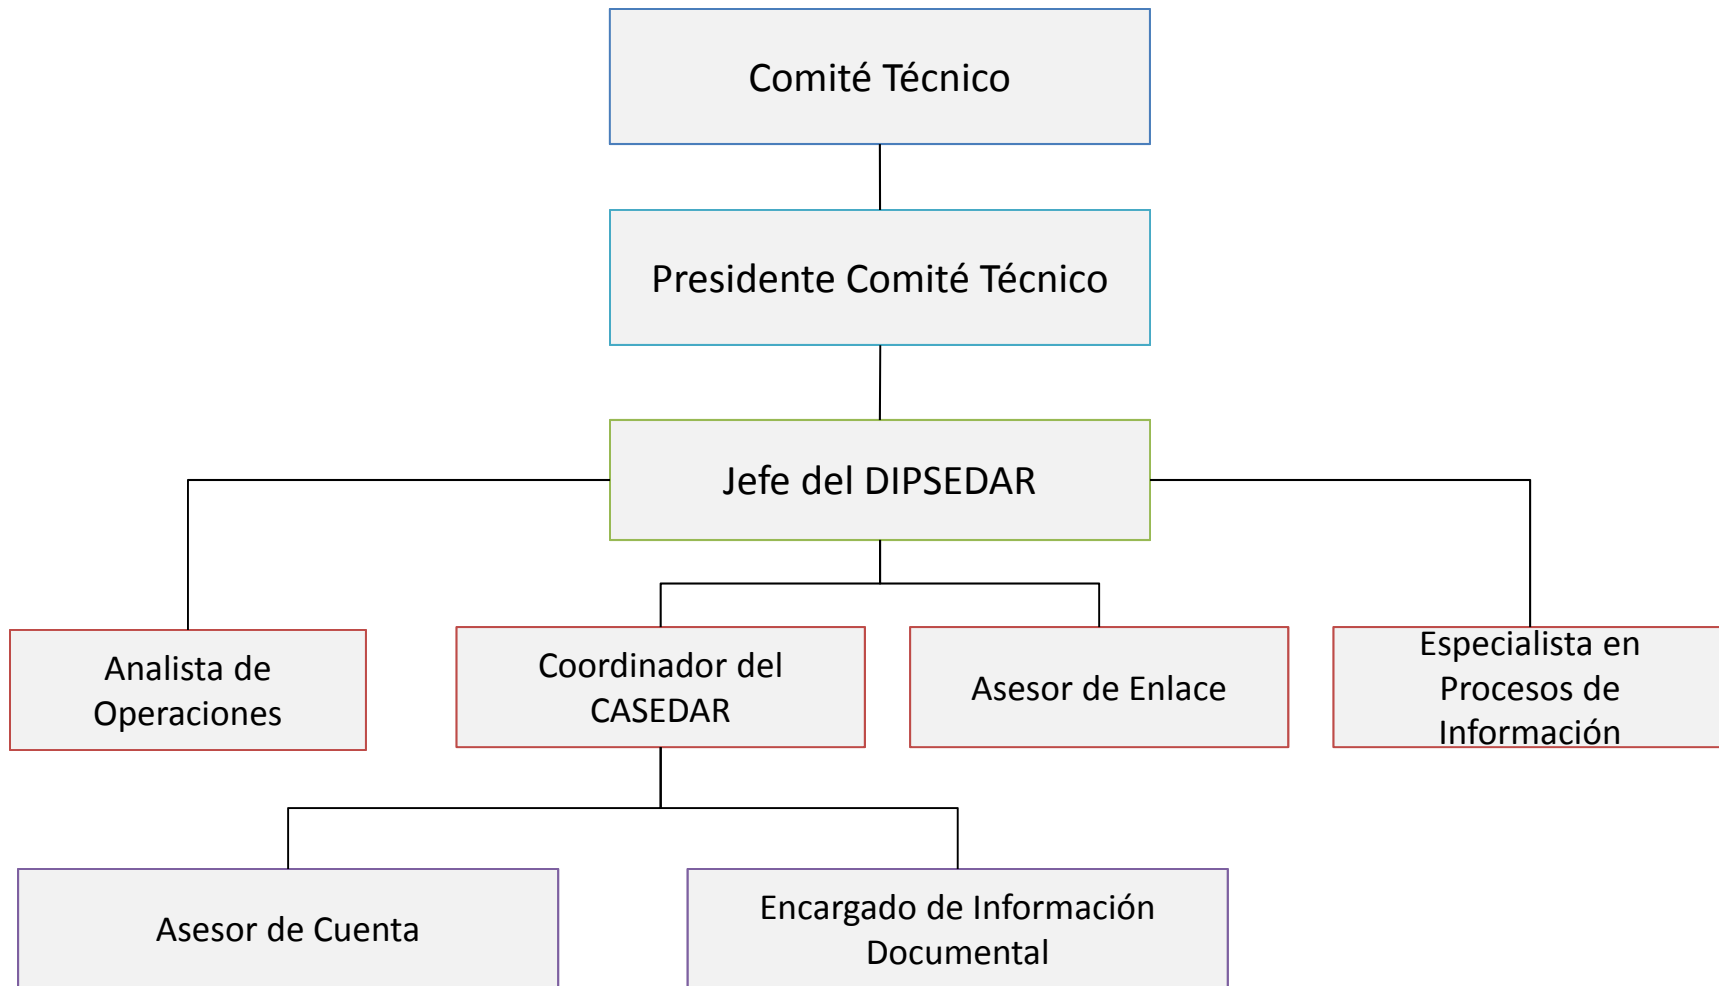 Comité Técnico
Presidente Comité Técnico
Jefe del DIPSEDAR
Analista de
Operaciones
Coordinador del
CASEDAR
Asesor de Enlace
Especialista en
Procesos de
Información
Asesor de Cuenta
Encargado de Información
Documental